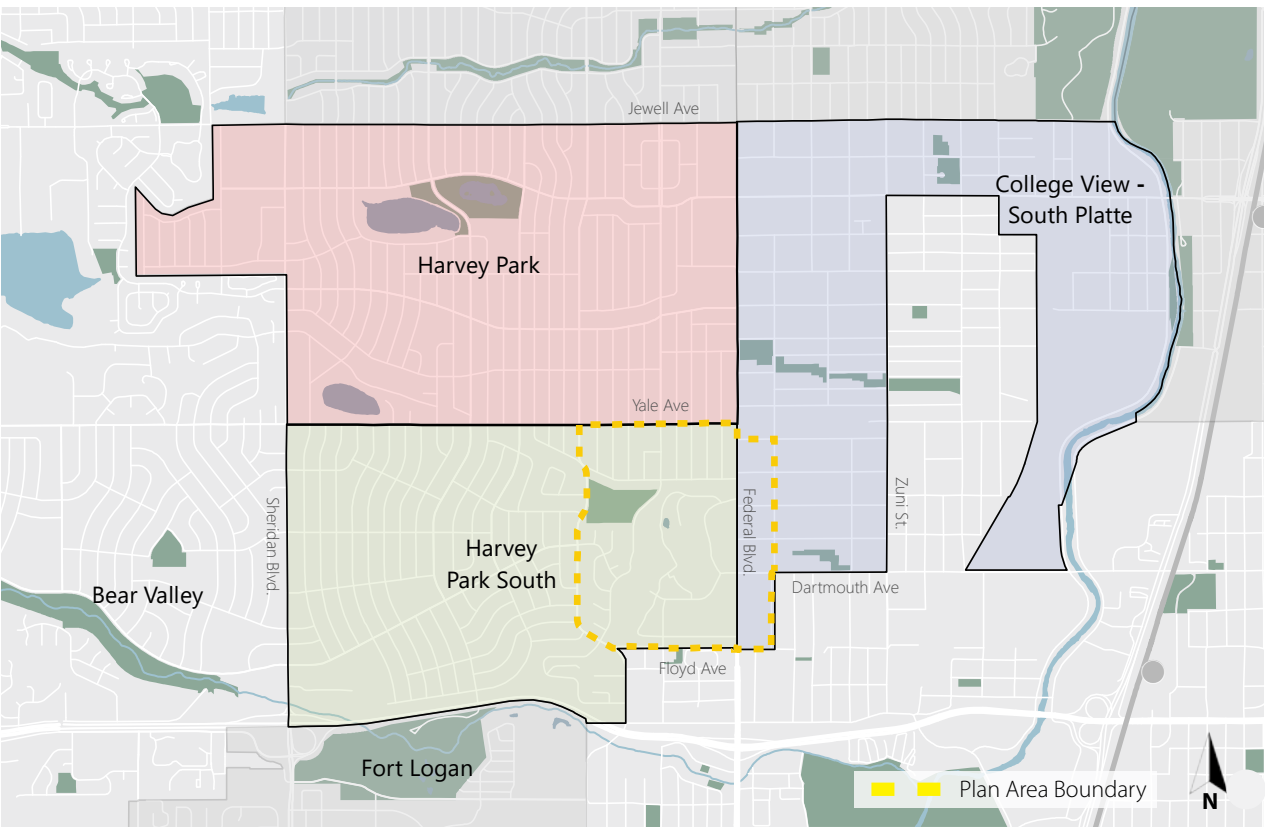 Jewell Ave
College View -
South Platte
Harvey Park
Yale Ave
Sheridan Blvd.
Federal Blvd.
Zuni St.
Harvey
Park South
Bear Valley
Dartmouth Ave
Floyd Ave
Fort Logan
Plan Area Boundary
N